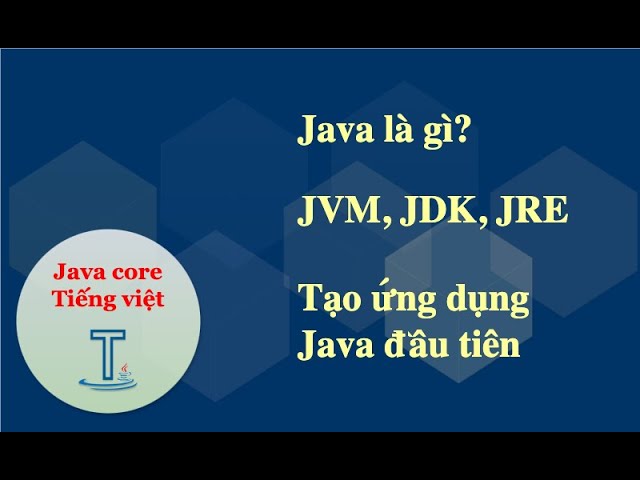 Java là gì?
JVM, JDK, JRE
Java core
Tiếng việt
T
Tạo ứng dụng
Java đầu tiên